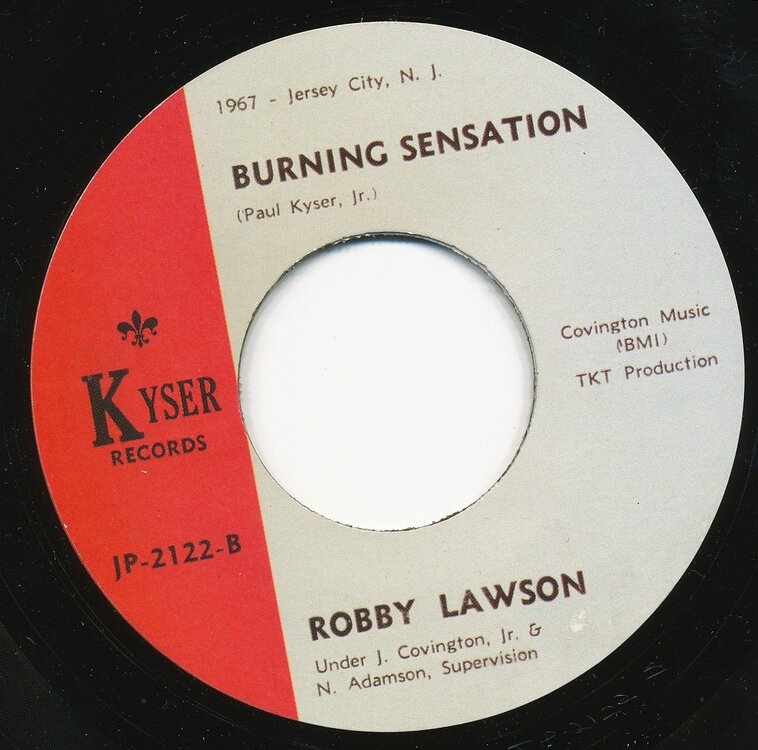 1967 - Jersey City, N. J.
BURNING SENSATION
(Paul Kyser, Jr.)
Covington Music
(BMI)
TKT Production
KYSER
RECORDS
JP-2122-B
ROBBY LAWSON
Under J. Covington, Jr. &
N. Adamson, Supervision